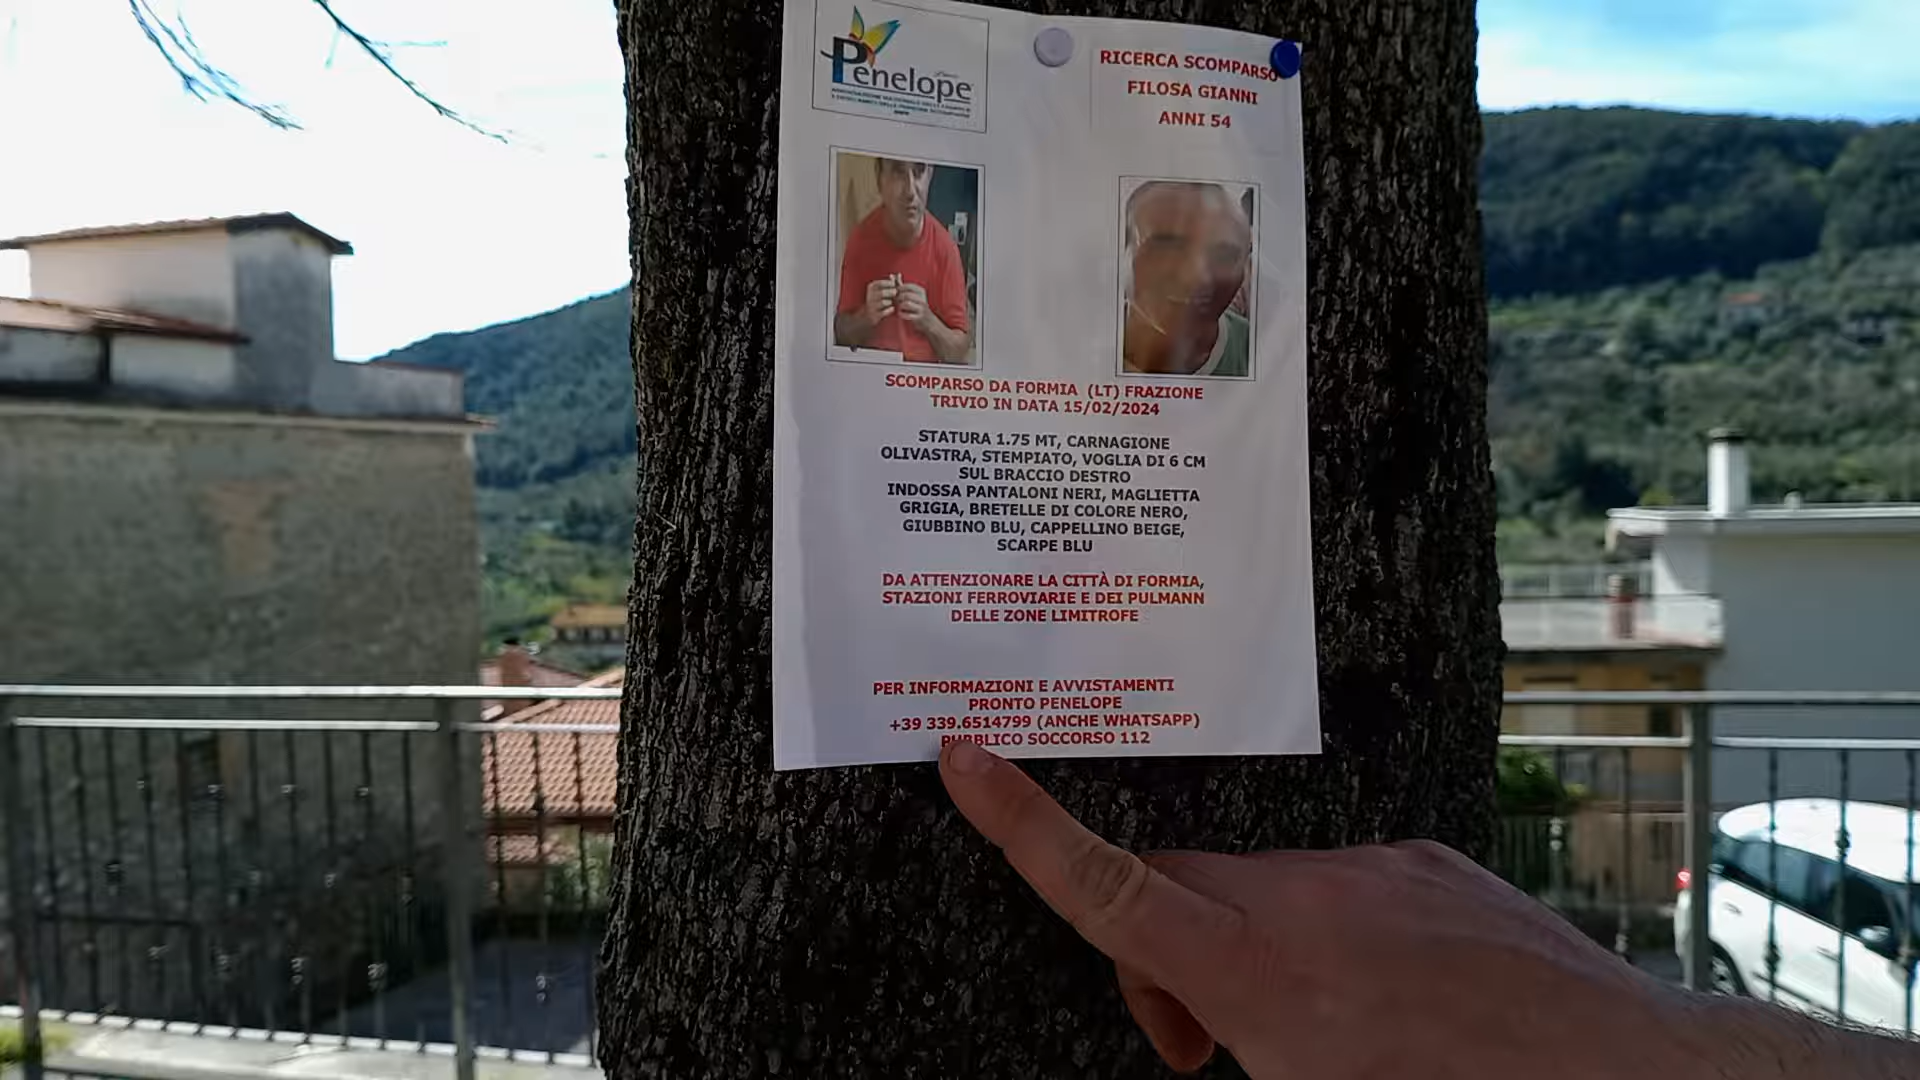 Penelope
RICERCA SCOMPARSO
FILOSA GIANNI
ANNI 54
SCOMPARSO DA FORMIA (LT) FRAZIONE
TRIVIO IN DATA 15/02/2024
STATURA 1.75 MT, CARNAGIONE
OLIVASTRA, STEMPIATO, VOGLIA DI 6 CM
SUL BRACCIO DESTRO
INDOSSA PANTALONI NERI, MAGLIETTA
GRIGIA, BRETELLE DI COLORE NERO,
GIUBBINO BLU, CAPPELLINO BEIGE,
SCARPE BLU
DA ATTENZIONARE LA CITTÀ DI FORMIA,
STAZIONI FERROVIARIE E DEI PULMANN
DELLE ZONE LIMITROFE
PER INFORMAZIONI E AVVISTAMENTI
PRONTO PENELOPE
+39 339.6514799 (ANCHE WHATSAPP)
PUBBLICO SOCCORSO 112